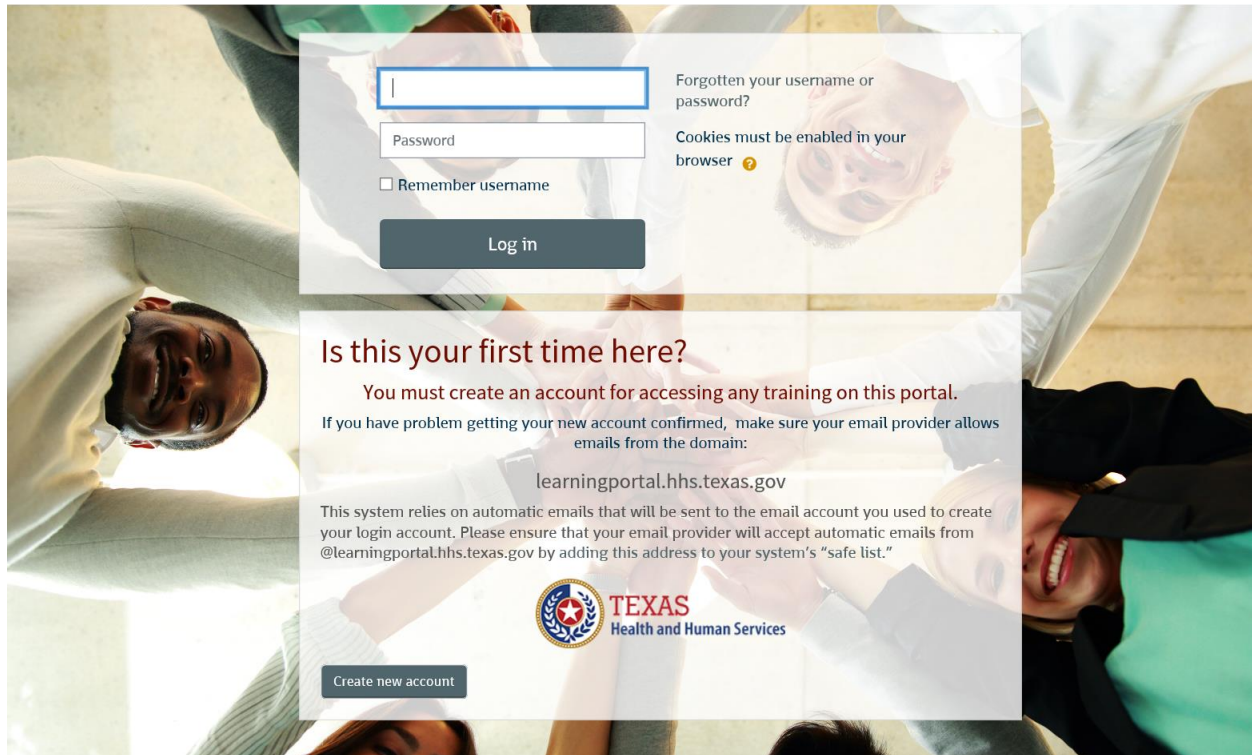 Forgotten your username or
password?
Password
Cookies must be enabled in your
browser ?
Remember username
Log in
Is this your first time here?
You must create an account for accessing any training on this portal.
If you have problem getting your new account confirmed, make sure your email provider allows
emails from the domain:
learningportal.hhs.texas.gov
This system relies on automatic emails that will be sent to the email account you used to create
your login account. Please ensure that your email provider will accept automatic emails from
@learningportal.hhs.texas.gov by adding this address to your system's “safe list.”
TEXAS
Health and Human Services
Create new account